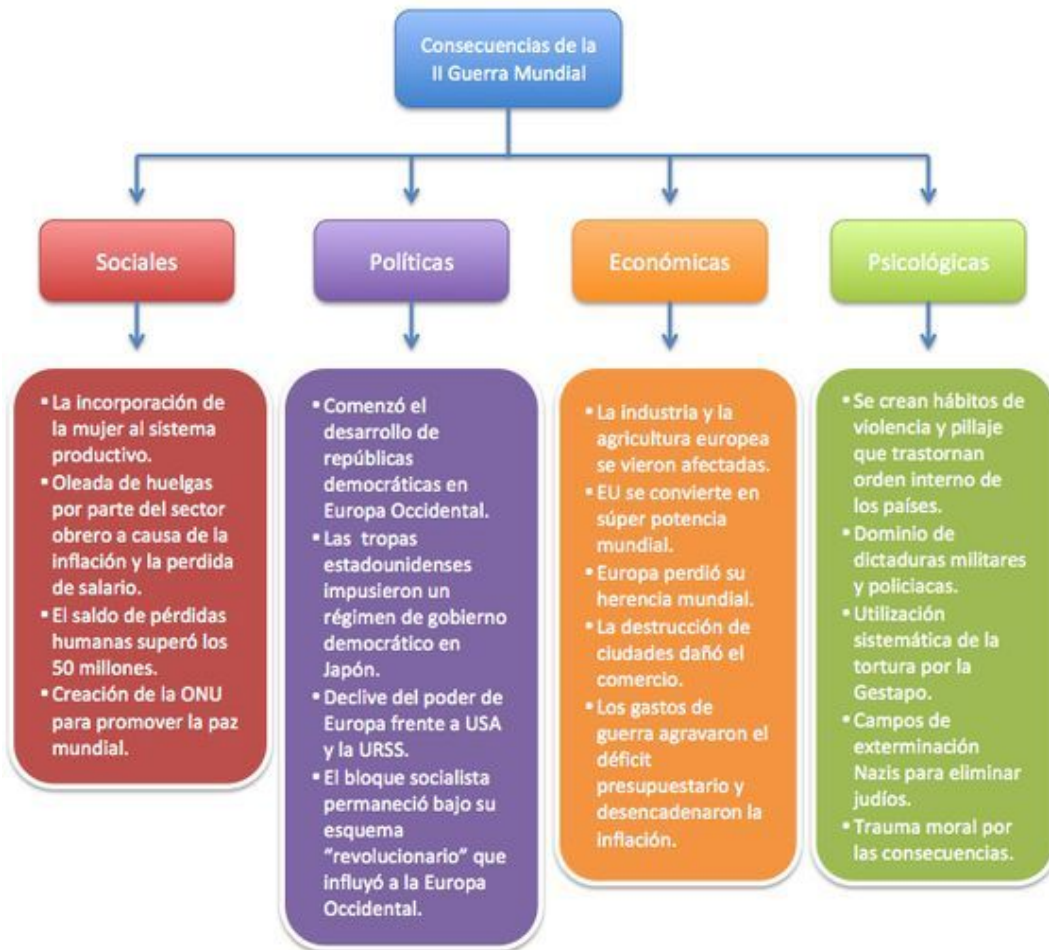 Consecuencias de la
II Guerra Mundial
Sociales
Políticas
Económicas
Psicológicas
▪ La incorporación de
la mujer al sistema
productivo.
▪ Oleada de huelgas
por parte del sector
obrero a causa de la
inflación y la perdida
de salario.
▪ El saldo de pérdidas
humanas superó los
50 millones.
▪ Creación de la ONU
para promover la paz
mundial.
▪ Comenzó el
desarrollo de
repúblicas
democráticas en
Europa Occidental.
▪ Las tropas
estadounidenses
impusieron un
régimen de gobierno
democrático en
Japón.
▪ Declive del poder de
Europa frente a USA
y la URSS.
▪ El bloque socialista
permaneció bajo su
esquema
"revolucionario" que
influyó a la Europa
Occidental.
▪ La industria y la
agricultura europea
se vieron afectadas.
▪ EU se convierte en
súper potencia
mundial.
▪ Europa perdió su
herencia mundial.
▪ La destrucción de
ciudades dañó el
comercio.
▪ Los gastos de
guerra agravaron el
déficit
presupuestario y
desencadenaron la
inflación.
▪ Se crean hábitos de
violencia y pillaje
que trastornan
orden interno de
los países.
▪ Dominio de
dictaduras militares
y policiacas.
▪ Utilización
sistemática de la
tortura por la
Gestapo.
▪ Campos de
exterminación
Nazis para eliminar
judíos.
▪ Trauma moral por
las consecuencias.